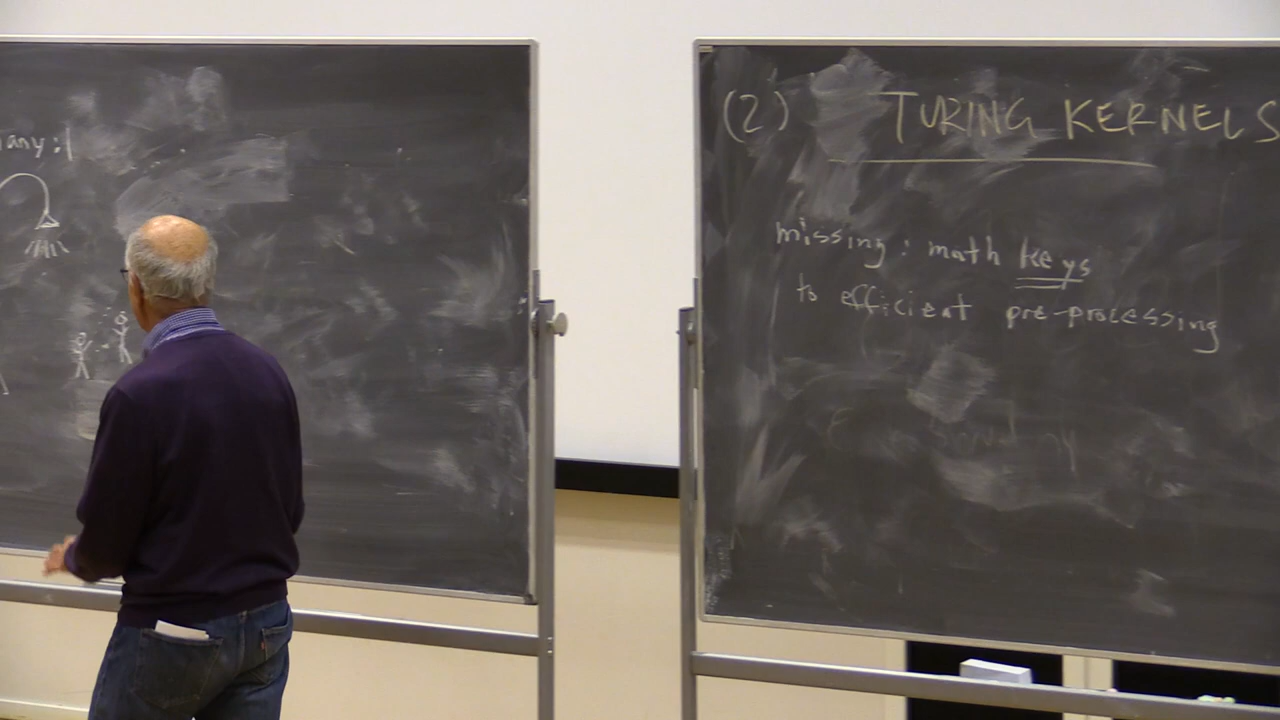 any:
(2) TURING KERNELS
missing: math keys
to efficient pre-processing